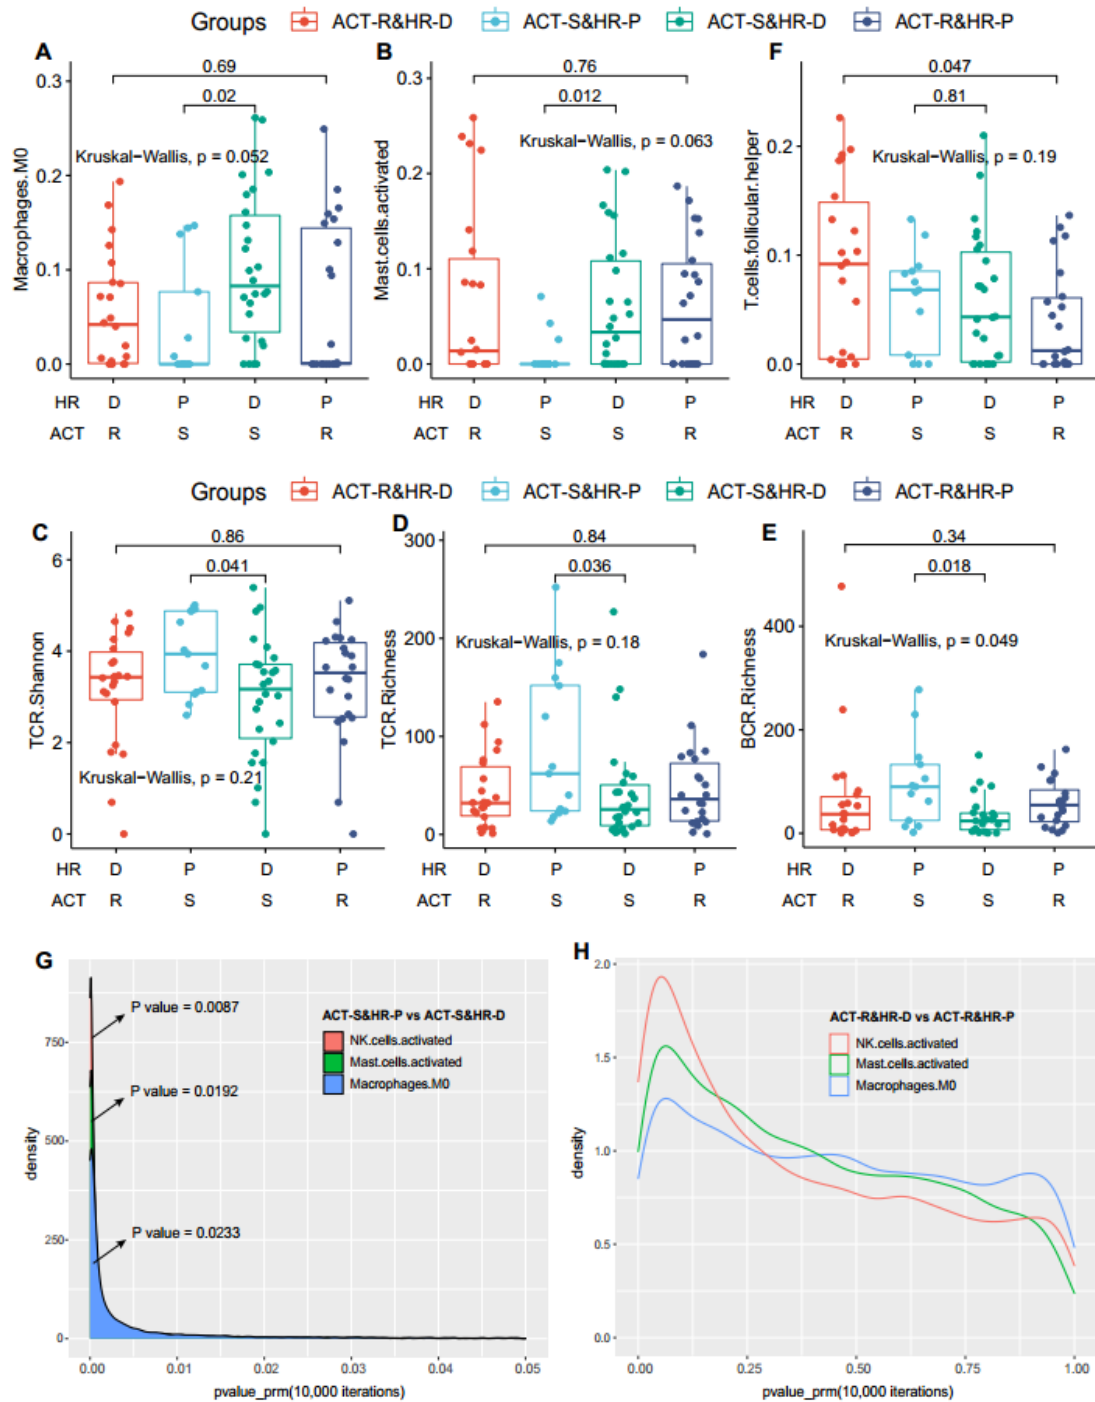 Groups ACT-R&HR-D ACT-S&HR-P ACT-S&HR-D ACT-R&HR-P
A
Macrophages.M0
0.3
0.2
0.1
0.0
0.69
0.02
Kruskal-Wallis, p = 0.052
HR D P D P
ACT R S S R
B
Mast.cells.activated
0.3
0.2
0.1
0.0
0.76
0.012
Kruskal-Wallis, p = 0.063
D P D P
R S S R
F
T.cells.follicular.helper
0.2
0.1
0.0
0.047
0.81
Kruskal-Wallis, p = 0.19
D P D P
R S S R
Groups ACT-R&HR-D ACT-S&HR-P ACT-S&HR-D ACT-R&HR-P
C
TCR.Shannon
6
4
2
0
0.86
0.041
Kruskal-Wallis, p = 0.21
HR D P D P
ACT R S S R
D
TCR.Richness
300
200
100
0
0.84
0.036
Kruskal-Wallis, p = 0.18
D P D P
R S S R
E
BCR.Richness
400
200
0
0.34
0.018
Kruskal-Wallis, p = 0.049
D P D P
R S S R
G
density
750
500
250
0
P value = 0.0087
P value = 0.0192
P value = 0.0233
ACT-S&HR-P vs ACT-S&HR-D
NK.cells.activated
Mast.cells.activated
Macrophages.M0
0.00 0.01 0.02 0.03 0.04 0.05
pvalue_prm(10,000 iterations)
H
density
2.0
1.5
1.0
0.5
0.0
ACT-R&HR-D vs ACT-R&HR-P
NK.cells.activated
Mast.cells.activated
Macrophages.M0
0.00 0.25 0.50 0.75 1.00
pvalue_prm(10,000 iterations)